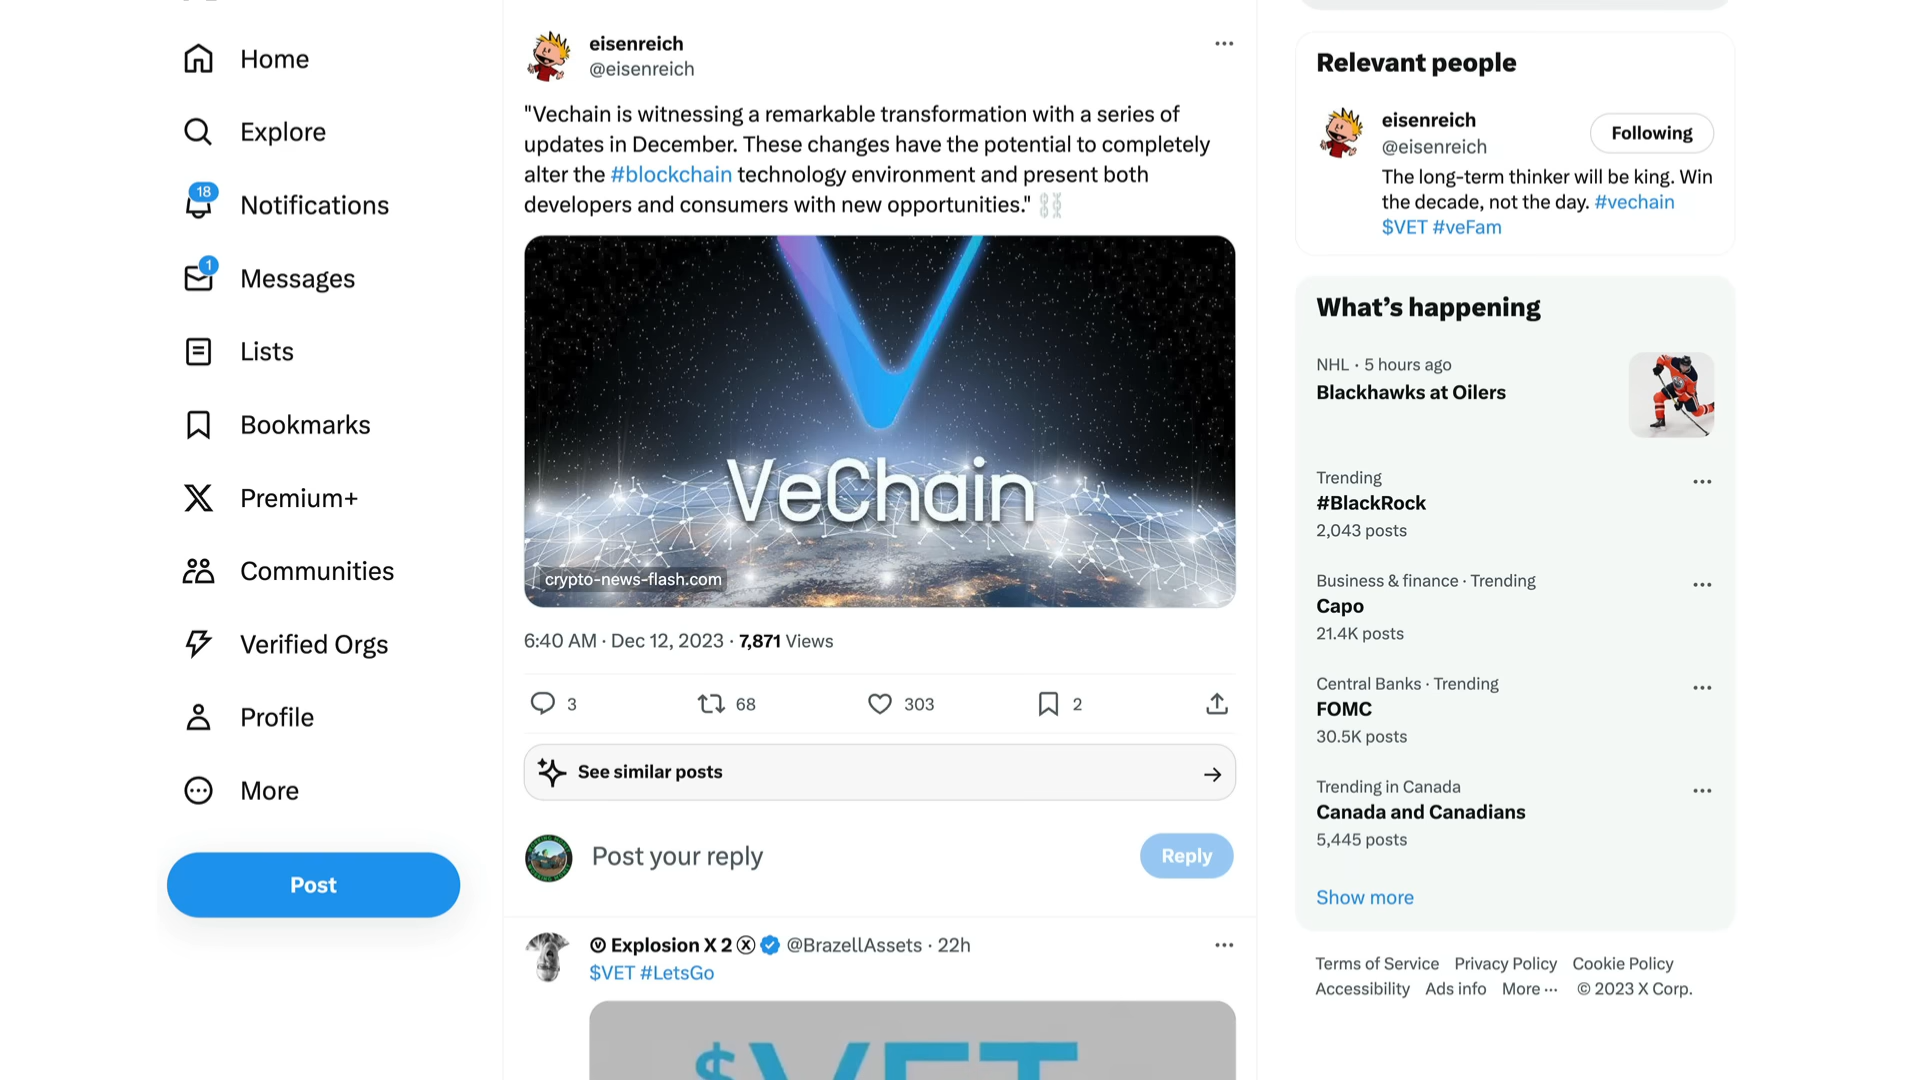 Home
Explore
18
Notifications
1
Messages
Lists
Bookmarks
Premium+
Communities
Verified Orgs
Profile
More
Post
eisenreich
@eisenreich
"Vechain is witnessing a remarkable transformation with a series of
updates in December. These changes have the potential to completely
alter the #blockchain technology environment and present both
developers and consumers with new opportunities."
VeChain
crypto-news-flash.com
6:40 AM · Dec 12, 2023 · 7,871 Views
3 68 303 2
See similar posts
Post your reply
Reply
Explosion X 2 @BrazellAssets · 22h
$VET #LetsGo
$VET
Relevant people
eisenreich
@eisenreich
Following
The long-term thinker will be king. Win
the decade, not the day. #vechain
$VET #veFam
What's happening
NHL · 5 hours ago
Blackhawks at Oilers
Trending
#BlackRock
2,043 posts
Business & finance · Trending
Capo
21.4K posts
Central Banks · Trending
FOMC
30.5K posts
Trending in Canada
Canada and Canadians
5,445 posts
Show more
Terms of Service Privacy Policy Cookie Policy
Accessibility Ads info More ··· © 2023 X Corp.